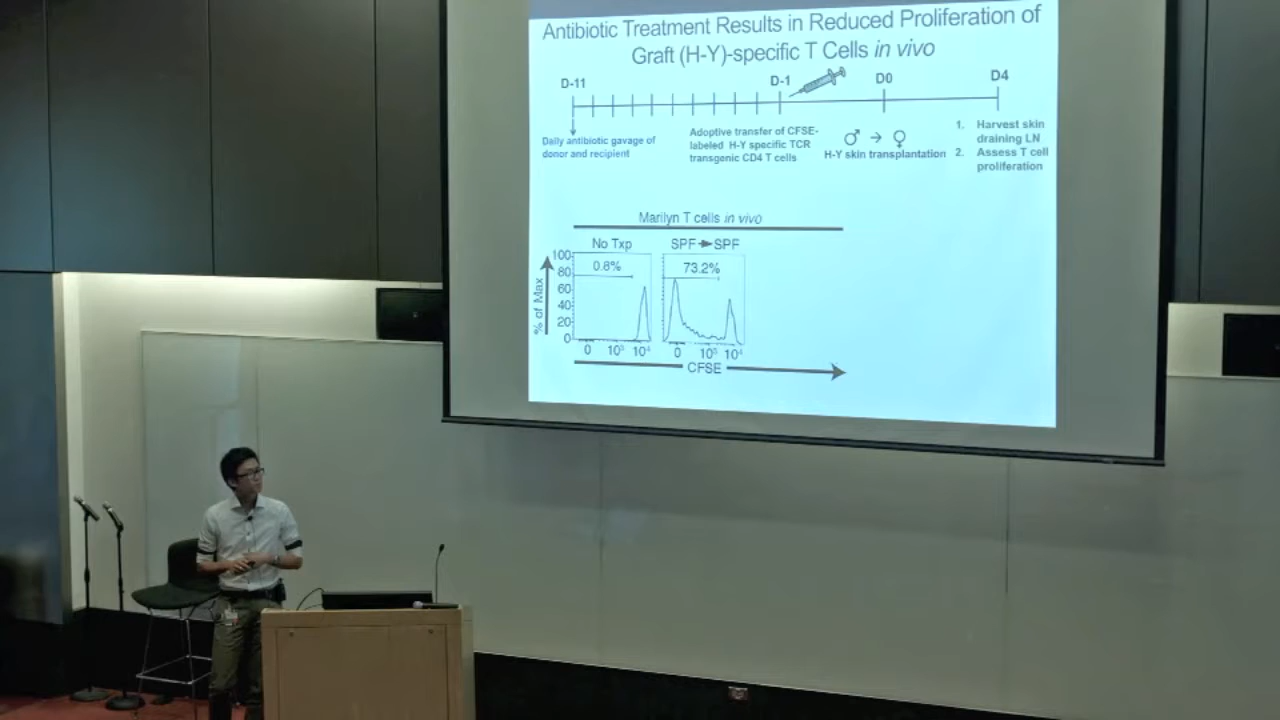 Antibiotic Treatment Results in Reduced Proliferation of
Graft (H-Y)-specific T Cells in vivo
D-11
D-1
D0
D4
Daily antibiotic gavage of
donor and recipient
Adoptive transfer of CFSE-
labeled H-Y specific TCR
transgenic CD4 T cells
♂ → ♀
H-Y skin transplantation
1. Harvest skin
draining LN
2. Assess T cell
proliferation
Marilyn T cells in vivo
No Txp
SPF → SPF
% of Max
100
80
60
40
20
0
0.8%
73.2%
0 10³ 10⁴
0 10³ 10⁴
CFSE